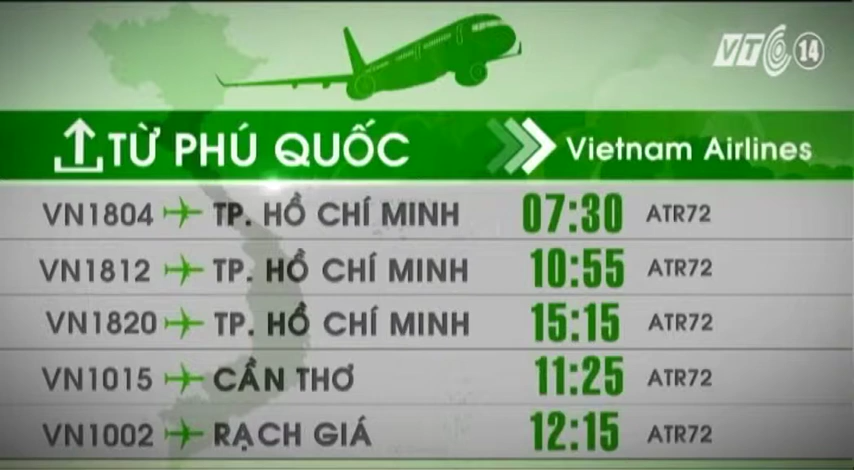 VTC 14
TỪ PHÚ QUỐC Vietnam Airlines
VN1804 TP. HỒ CHÍ MINH 07:30 ATR72
VN1812 TP. HỒ CHÍ MINH 10:55 ATR72
VN1820 TP. HỒ CHÍ MINH 15:15 ATR72
VN1015 CẦN THƠ 11:25 ATR72
VN1002 RẠCH GIÁ 12:15 ATR72